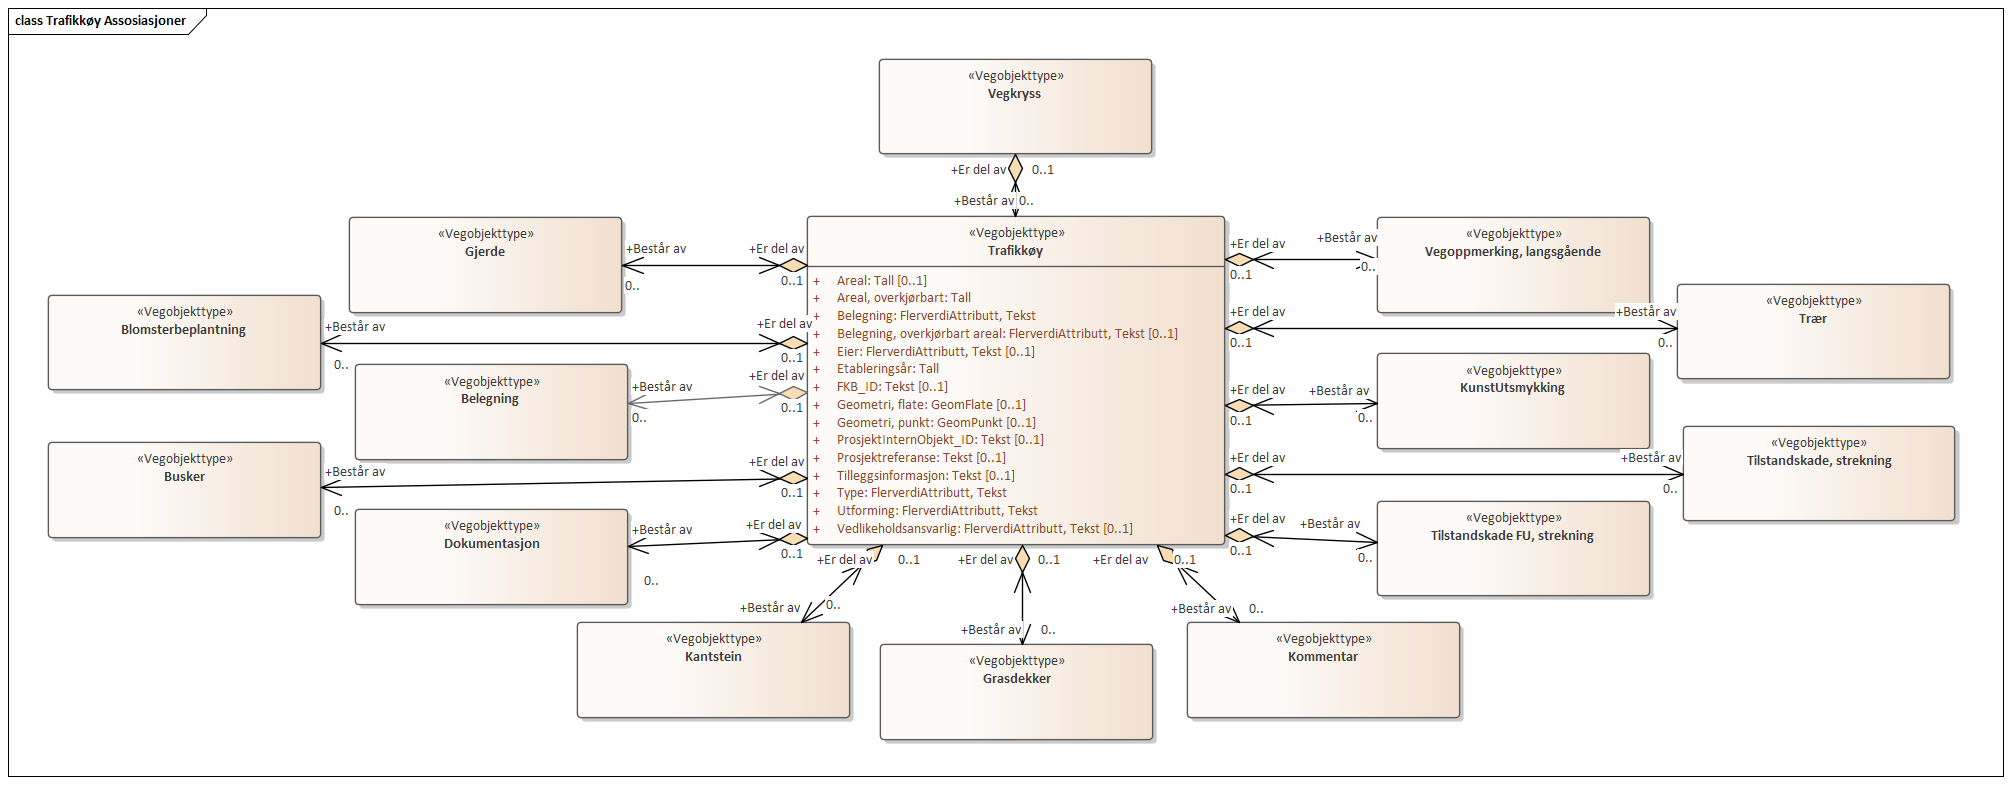 class Trafikkøy Assosiasjoner
«Vegobjekttype»
Vegkryss
+Er del av
0..1
+Består av
0..
«Vegobjekttype»
Gjerde
+Består av
0..
+Er del av
0..1
«Vegobjekttype»
Blomsterbeplantning
+Består av
0..
+Er del av
0..1
«Vegobjekttype»
Belegning
+Består av
0..
+Er del av
0..1
«Vegobjekttype»
Busker
+Består av
0..
+Er del av
0..1
«Vegobjekttype»
Dokumentasjon
+Består av
0..
+Er del av
0..1
«Vegobjekttype»
Trafikkøy
+ Areal: Tall [0..1]
+ Areal, overkjørbart: Tall
+ Belegning: FlerverdiAttributt, Tekst
+ Belegning, overkjørbart areal: FlerverdiAttributt, Tekst [0..1]
+ Eier: FlerverdiAttributt, Tekst [0..1]
+ Etableringsår: Tall
+ FKB_ID: Tekst [0..1]
+ Geometri, flate: GeomFlate [0..1]
+ Geometri, punkt: GeomPunkt [0..1]
+ ProsjektInternObjekt_ID: Tekst [0..1]
+ Prosjektreferanse: Tekst [0..1]
+ Tilleggsinformasjon: Tekst [0..1]
+ Type: FlerverdiAttributt, Tekst
+ Utforming: FlerverdiAttributt, Tekst
+ Vedlikeholdsansvarlig: FlerverdiAttributt, Tekst [0..1]
+Er del av
0..1
+Består av
0..
«Vegobjekttype»
Vegoppmerking, langsgående
+Er del av
0..1
+Består av
0..
«Vegobjekttype»
Trær
+Er del av
0..1
+Består av
0..
«Vegobjekttype»
KunstUtsmykking
+Er del av
0..1
+Består av
0..
«Vegobjekttype»
Tilstandskade, strekning
+Er del av
0..1
+Består av
0..
«Vegobjekttype»
Tilstandskade FU, strekning
+Er del av
0..1
+Består av
0..
«Vegobjekttype»
Kantstein
+Er del av
0..1
+Består av
0..
«Vegobjekttype»
Grasdekker
+Er del av
0..1
+Består av
0..
«Vegobjekttype»
Kommentar